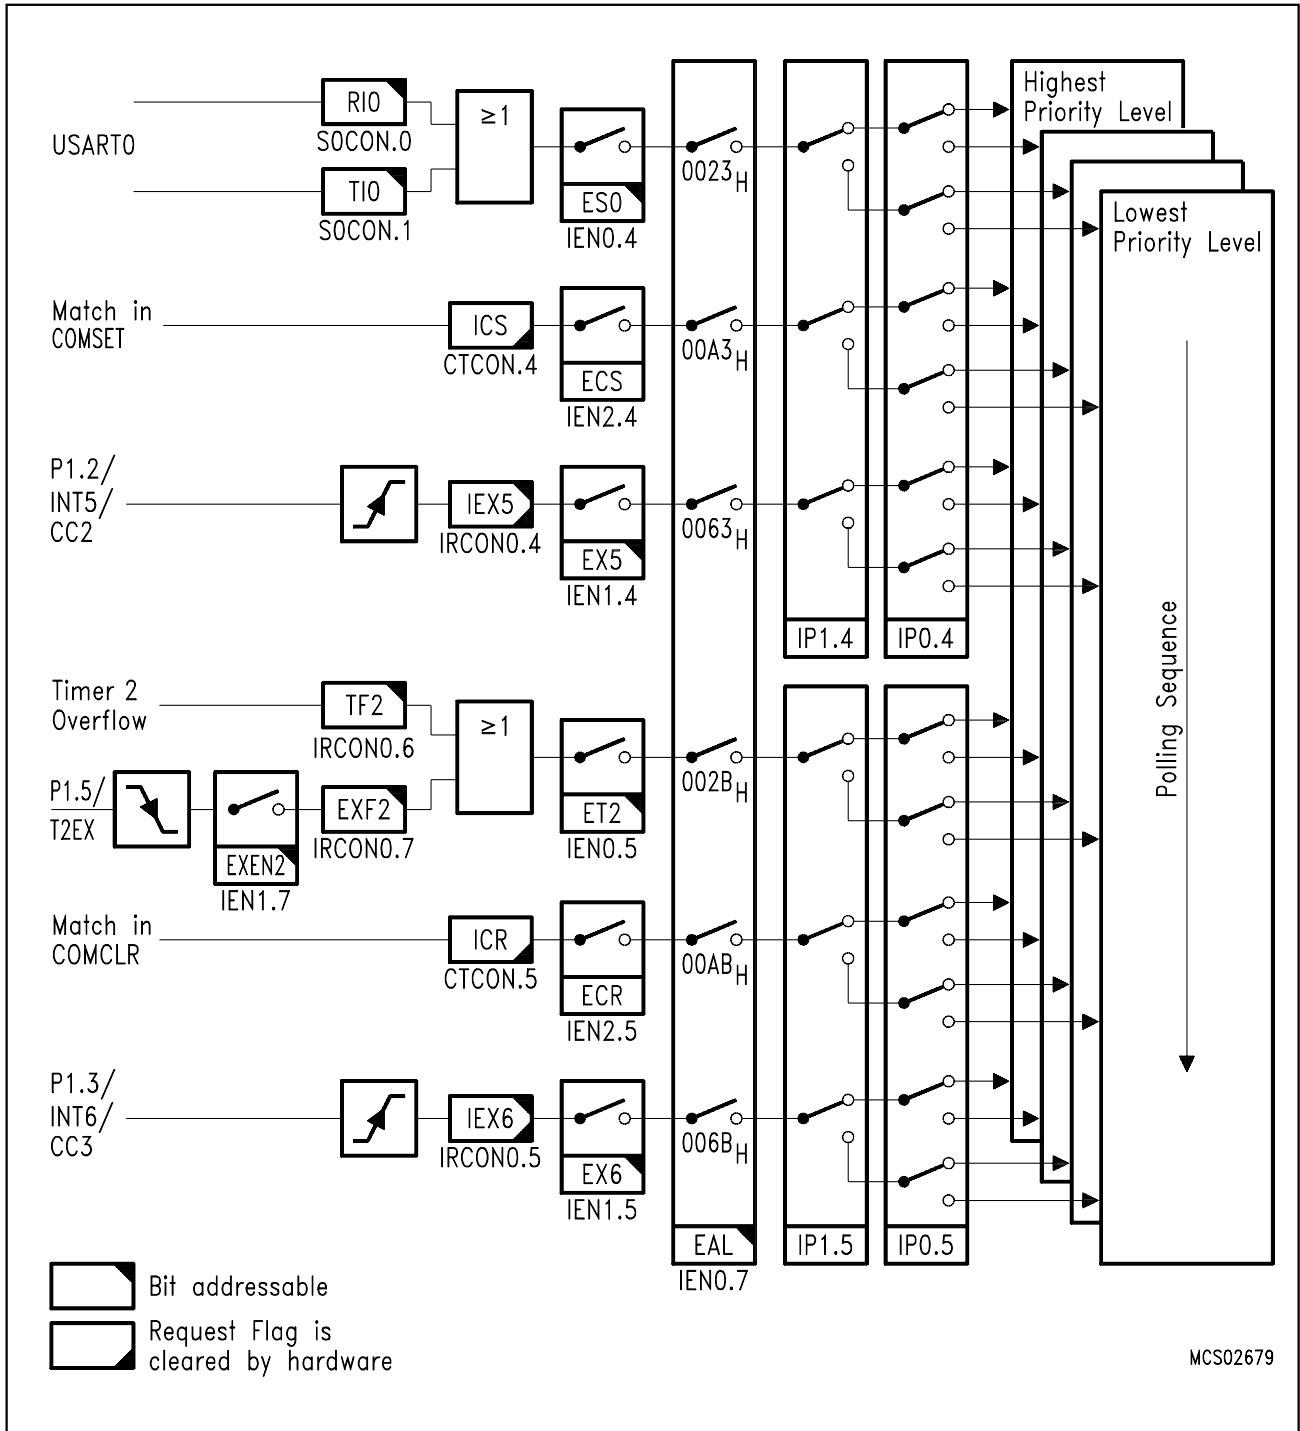 Highest
Priority Level
Lowest
Priority Level
Polling Sequence
USART0
RI0
S0CON.0
TI0
S0CON.1
≥1
ES0
IEN0.4
0023H
Match in
COMSET
ICS
CTCON.4
ECS
IEN2.4
00A3H
P1.2/
INT5/
CC2
IEX5
IRCON0.4
EX5
IEN1.4
0063H
IP1.4
IP0.4
Timer 2
Overflow
TF2
IRCON0.6
P1.5/
T2EX
EXEN2
IEN1.7
EXF2
IRCON0.7
≥1
ET2
IEN0.5
002BH
Match in
COMCLR
ICR
CTCON.5
ECR
IEN2.5
00ABH
P1.3/
INT6/
CC3
IEX6
IRCON0.5
EX6
IEN1.5
006BH
EAL
IEN0.7
IP1.5
IP0.5
Bit addressable
Request Flag is
cleared by hardware
MCS02679